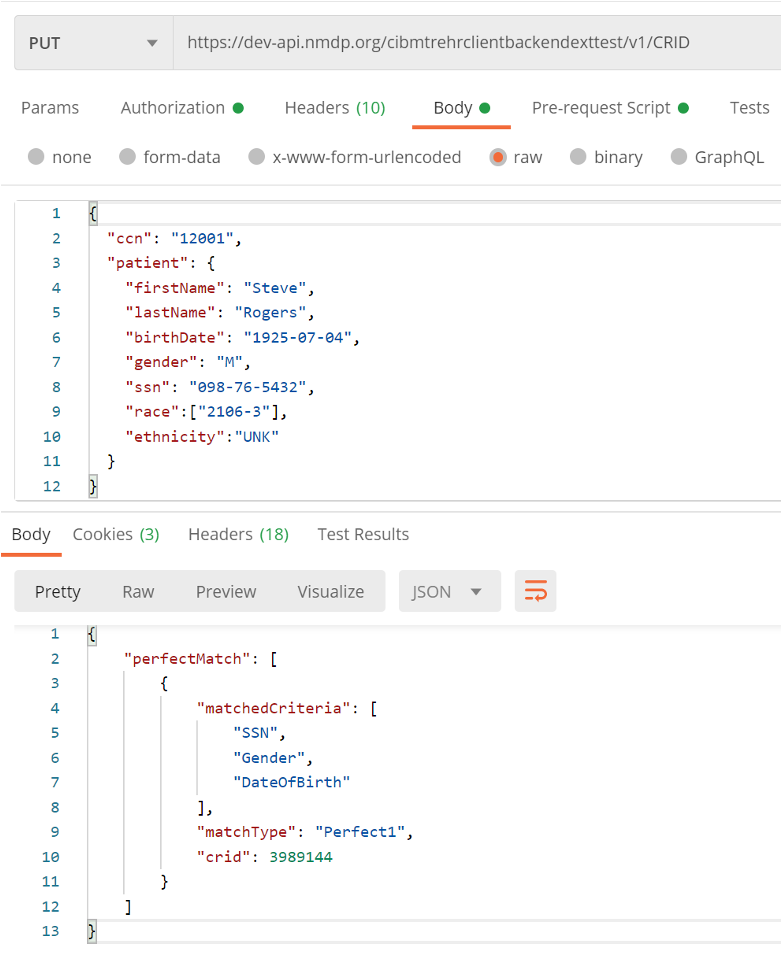 PUT https://dev-api.nmdp.org/cibmtrehrclientbackendexttest/v1/CRID
Params Authorization Headers (10) Body Pre-request Script Tests
none form-data x-www-form-urlencoded raw binary GraphQL
1 {
2 "ccn": "12001",
3 "patient": {
4 "firstName": "Steve",
5 "lastName": "Rogers",
6 "birthDate": "1925-07-04",
7 "gender": "M",
8 "ssn": "098-76-5432",
9 "race":["2106-3"],
10 "ethnicity":"UNK"
11 }
12 }
Body Cookies (3) Headers (18) Test Results
Pretty Raw Preview Visualize JSON
1 {
2 "perfectMatch": [
3 {
4 "matchedCriteria": [
5 "SSN",
6 "Gender",
7 "DateOfBirth"
8 ],
9 "matchType": "Perfect1",
10 "crid": 3989144
11 }
12 ]
13 }